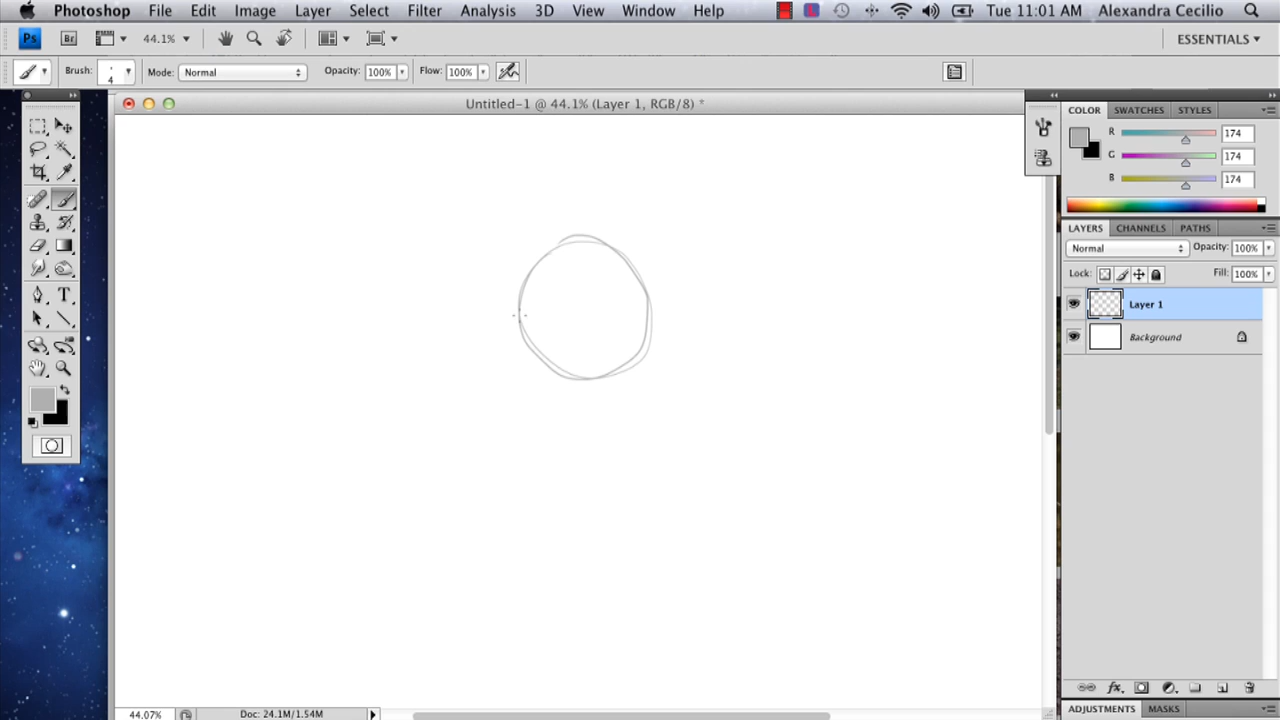 Photoshop File Edit Image Layer Select Filter Analysis 3D View Window Help Tue 11:01 AM Alexandra Cecilio
Ps Br 44.1% ESSENTIALS
Brush: 4 Mode: Normal Opacity: 100% Flow: 100%
Untitled-1 @ 44.1% (Layer 1, RGB/8) *
COLOR SWATCHES STYLES
R 174
G 174
B 174
LAYERS CHANNELS PATHS
Normal Opacity: 100%
Lock: Fill: 100%
Layer 1
Background
T
fx
44.07% Doc: 24.1M/1.54M
ADJUSTMENTS MASKS